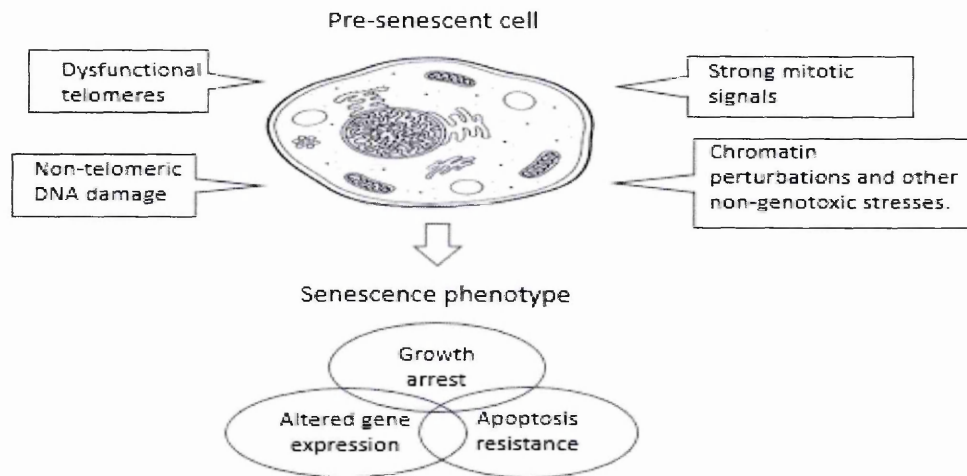 Pre-senescent cell
Dysfunctional
telomeres
Strong mitotic
signals
Non-telomeric
DNA damage
Chromatin
perturbations and other
non-genotoxic stresses.
Senescence phenotype
Growth
arrest
Altered gene
expression
Apoptosis
resistance